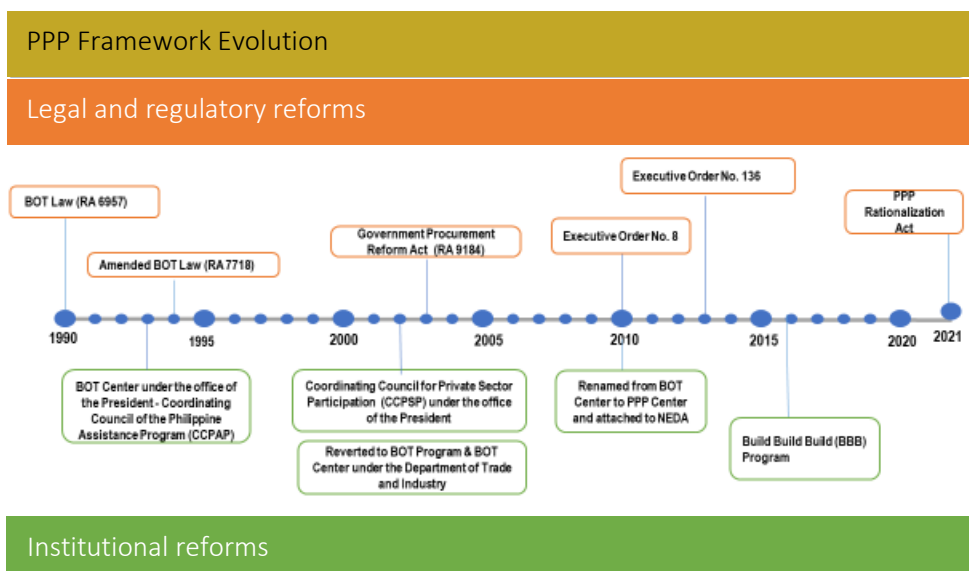 PPP Framework Evolution
Legal and regulatory reforms
Executive Order No. 136
BOT Law (RA 6957)
PPP
Rationalization
Act
Government Procurement
Reform Act (RA 9184)
Executive Order No. 8
Amended BOT Law (RA 7718)
1990
1995
2000
2005
2010
2015
2020
2021
BOT Center under the office of
the President - Coordinating
Council of the Philippine
Assistance Program (CCPAP)
Coordinating Council for Private Sector
Participation (CCPSP) under the office
of the President
Reverted to BOT Program & BOT
Center under the Department of Trade
and Industry
Renamed from BOT
Center to PPP Center
and attached to NEDA
Build Build Build (BBB)
Program
Institutional reforms